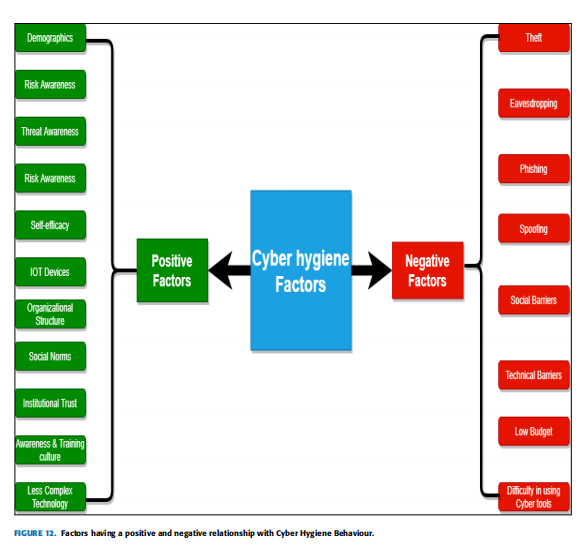 Demographics
Risk Awareness
Threat Awareness
Risk Awareness
Self-efficacy
IOT Devices
Organizational
Structure
Social Norms
Institutional Trust
Awareness & Training
culture
Less Complex
Technology
Positive
Factors
Cyber hygiene
Factors
Negative
Factors
Theft
Eavesdropping
Phishing
Spoofing
Social Barriers
Technical Barriers
Low Budget
Difficulty in using
Cyber tools
FIGURE 12. Factors having a positive and negative relationship with Cyber Hygiene Behaviour.